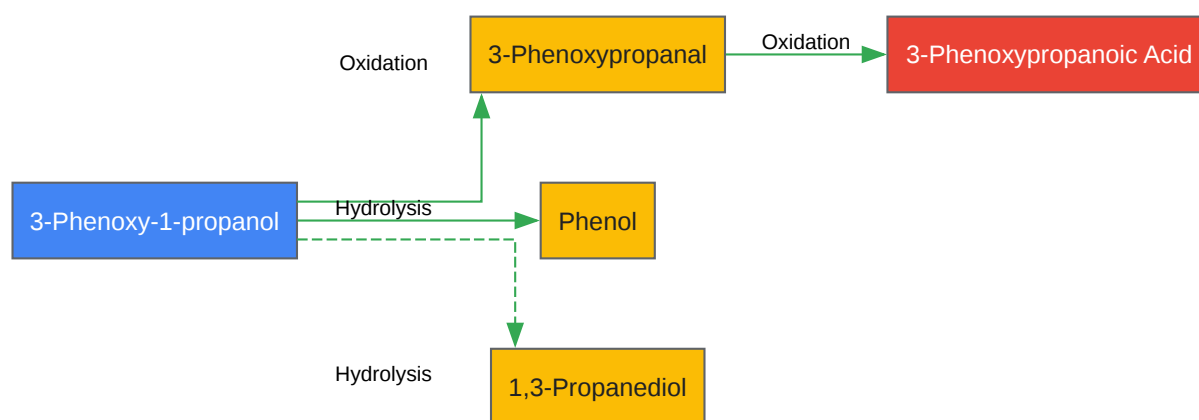 3-Phenoxypropanal
Oxidation
3-Phenoxypropanoic Acid
Oxidation
3-Phenoxy-1-propanol
Hydrolysis
Phenol
Hydrolysis
1,3-Propanediol